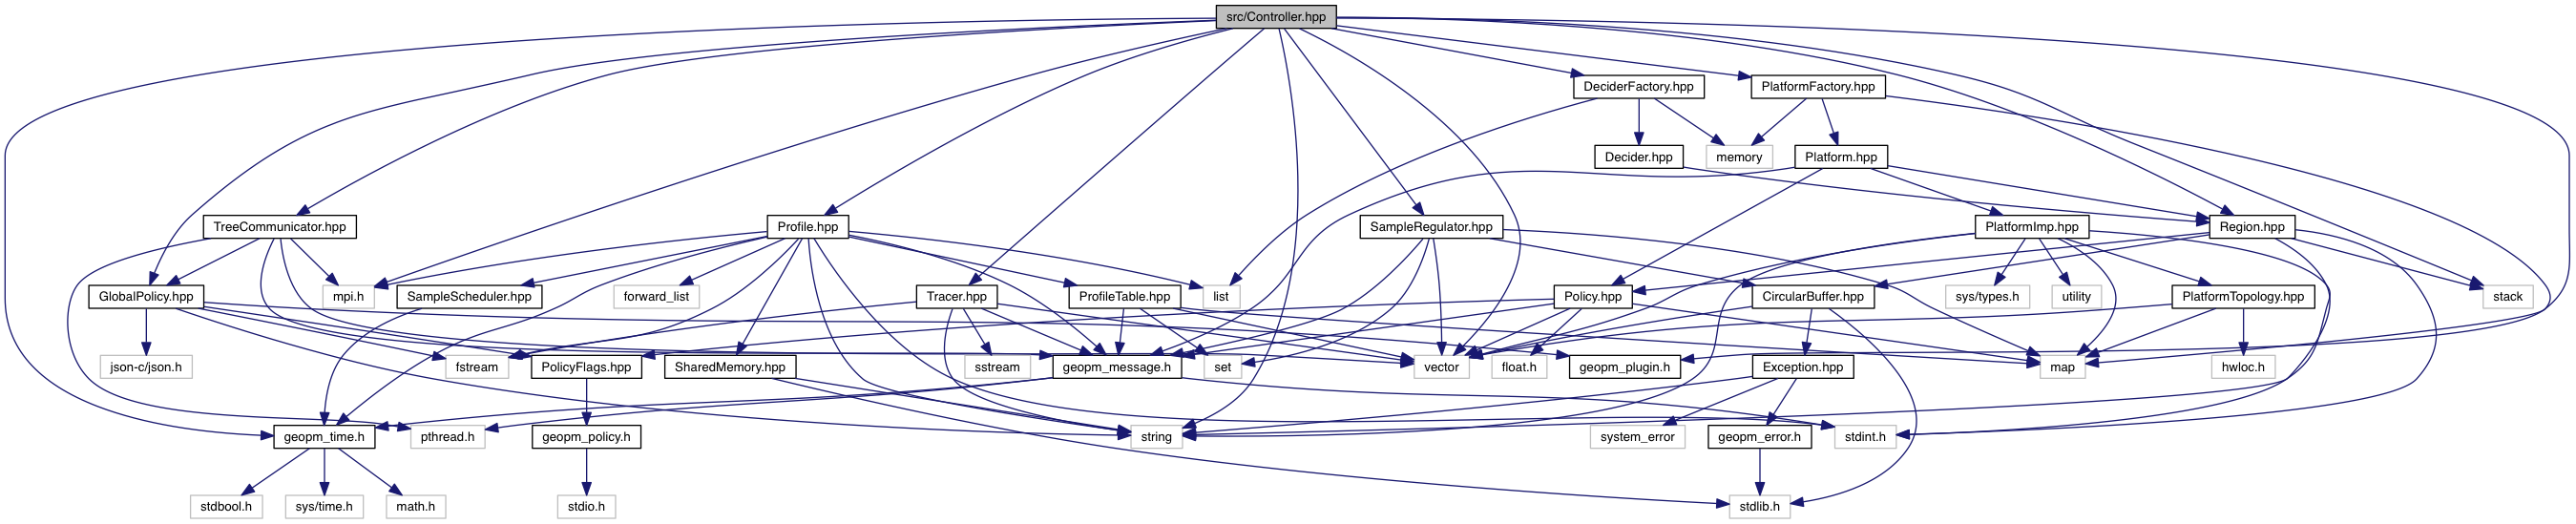 src/Controller.hpp
DeciderFactory.hpp
PlatformFactory.hpp
Decider.hpp
memory
Platform.hpp
TreeCommunicator.hpp
Profile.hpp
SampleRegulator.hpp
PlatformImp.hpp
Region.hpp
GlobalPolicy.hpp
mpi.h
SampleScheduler.hpp
forward_list
Tracer.hpp
ProfileTable.hpp
list
Policy.hpp
CircularBuffer.hpp
sys/types.h
utility
PlatformTopology.hpp
stack
json-c/json.h
fstream
PolicyFlags.hpp
SharedMemory.hpp
sstream
geopm_message.h
set
vector
float.h
geopm_plugin.h
Exception.hpp
map
hwloc.h
geopm_time.h
pthread.h
geopm_policy.h
string
system_error
geopm_error.h
stdint.h
stdbool.h
sys/time.h
math.h
stdio.h
stdlib.h